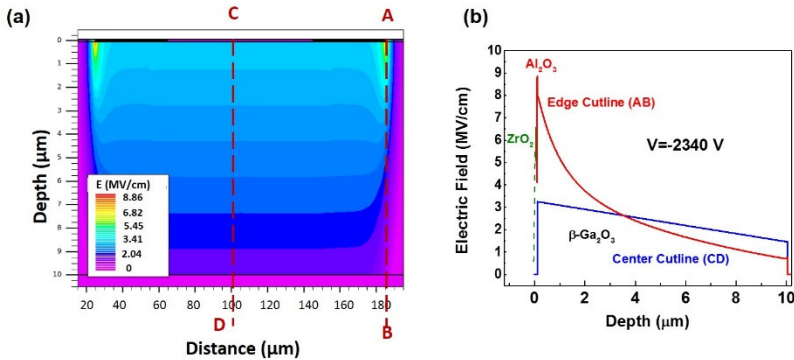 (a)
C
A
0
1
2
3
4
5
6
7
8
9
10
Depth (μm)
E (MV/cm)
8.86
6.82
5.45
3.41
2.04
0
20 40 60 80 100 120 140 160 180
D
B
Distance (μm)
(b)
10
9
8
7
6
5
4
3
2
1
0
Electric Field (MV/cm)
Al₂O₃
Edge Cutline (AB)
ZrO₂
V=-2340 V
β-Ga₂O₃
Center Cutline (CD)
0 2 4 6 8 10
Depth (μm)